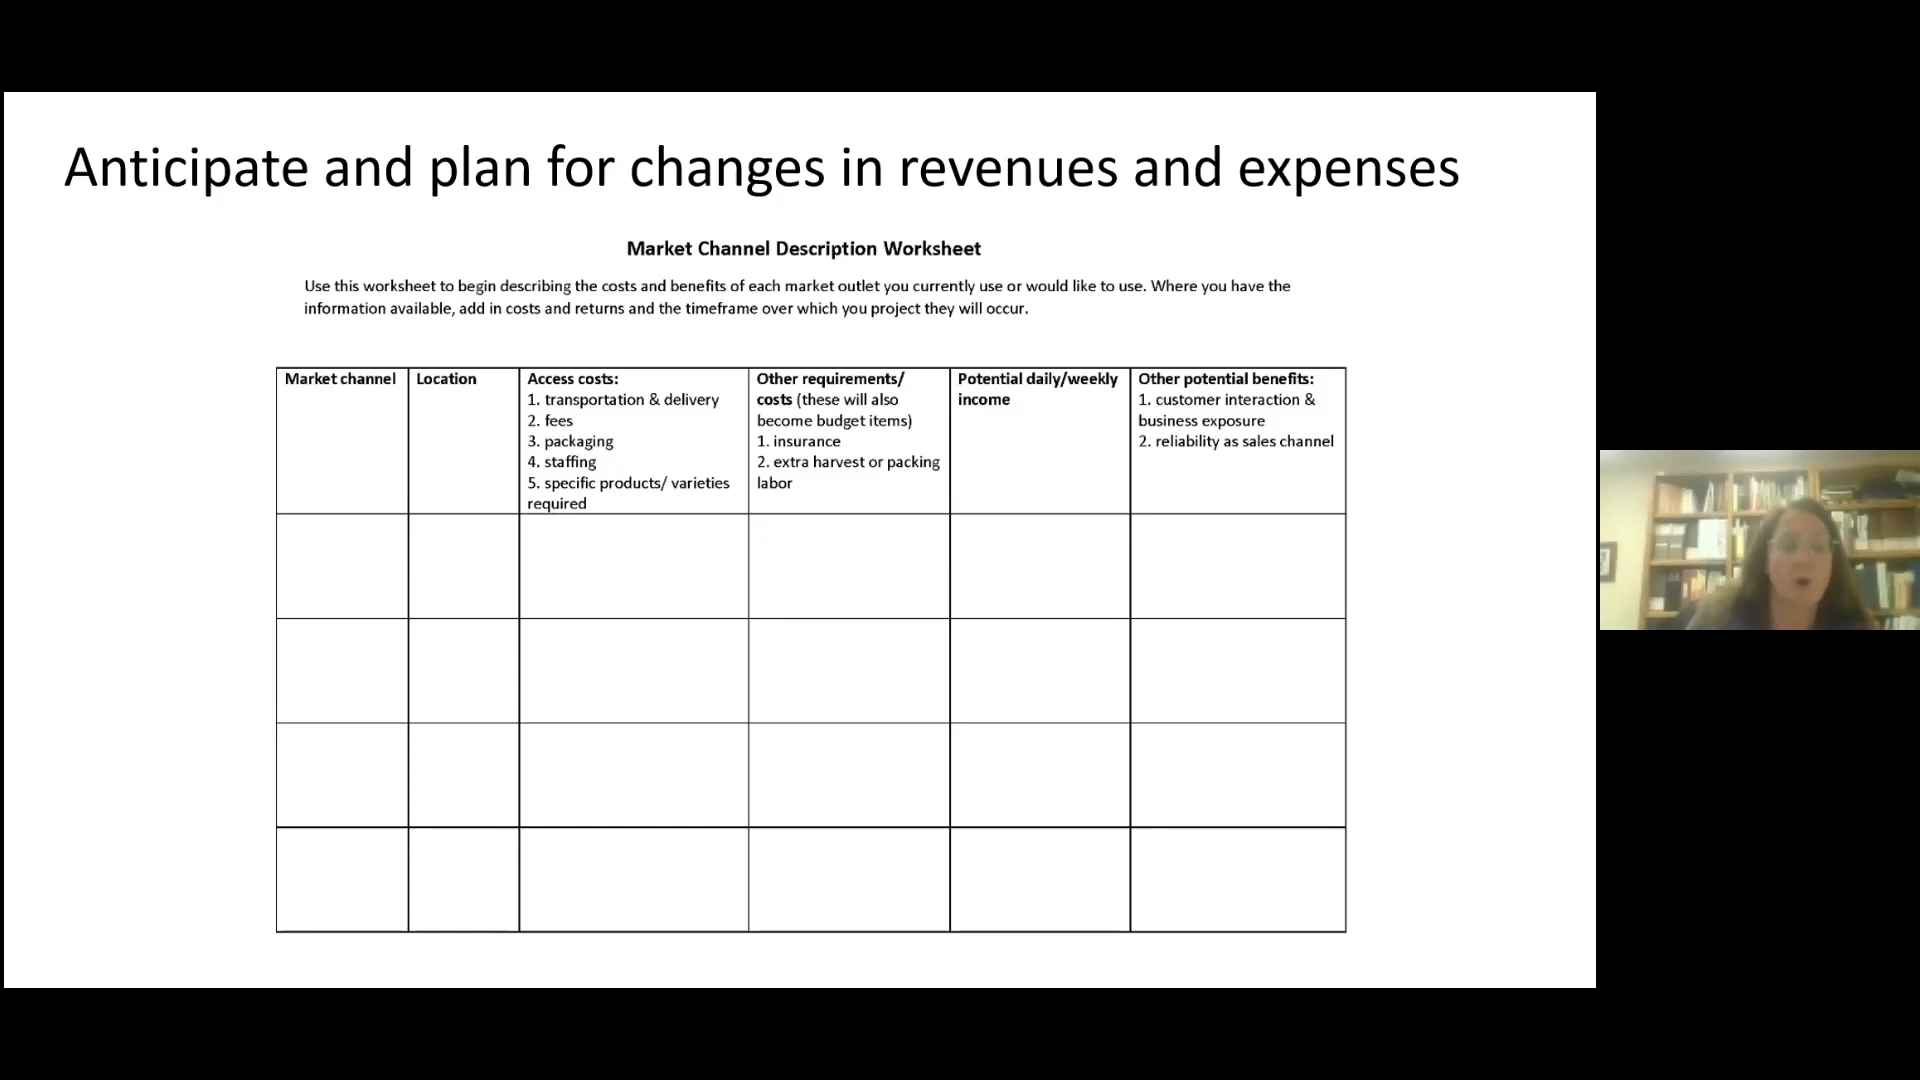 Anticipate and plan for changes in revenues and expenses
Market Channel Description Worksheet
Use this worksheet to begin describing the costs and benefits of each market outlet you currently use or would like to use. Where you have the
information available, add in costs and returns and the timeframe over which you project they will occur.
Market channel
Location
Access costs:
1. transportation & delivery
2. fees
3. packaging
4. staffing
5. specific products/ varieties
required
Other requirements/
costs (these will also
become budget items)
1. insurance
2. extra harvest or packing
labor
Potential daily/weekly
income
Other potential benefits:
1. customer interaction &
business exposure
2. reliability as sales channel